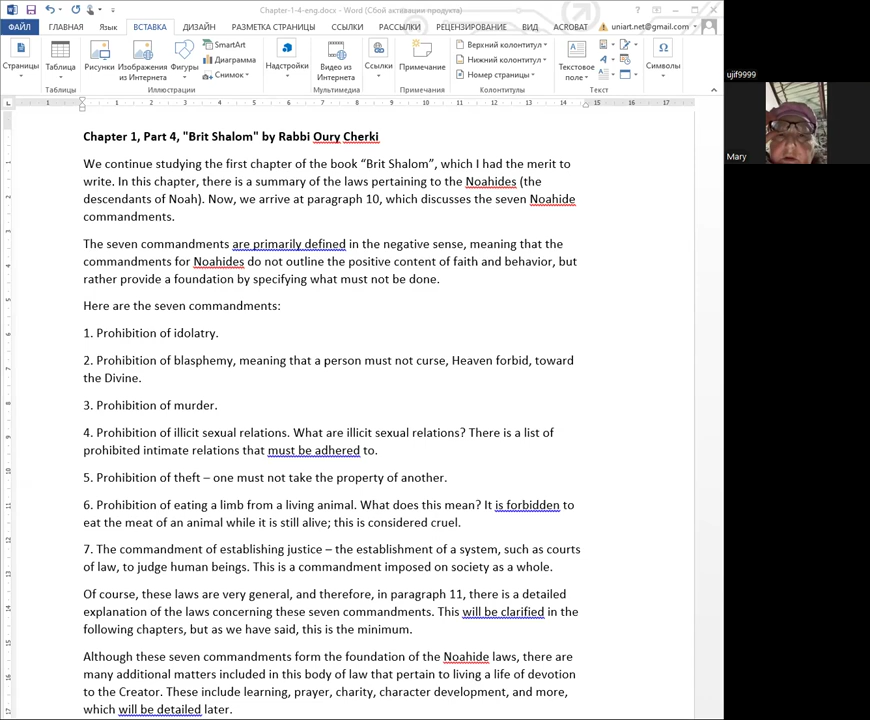 Chapter-1-4-eng.docx - Word (Сбой активации продукта)
ФАЙЛ ГЛАВНАЯ Язык ВСТАВКА ДИЗАЙН РАЗМЕТКА СТРАНИЦЫ ССЫЛКИ РАССЫЛКИ РЕЦЕНЗИРОВАНИЕ ВИД ACROBAT uniart.net@gmail.com
Страницы
Таблица
Таблицы
Рисунки
Изображения из Интернета
Фигуры
SmartArt
Диаграмма
Снимок
Иллюстрации
Надстройки
Видео из Интернета
Мультимедиа
Ссылки
Примечание
Примечания
Верхний колонтитул
Нижний колонтитул
Номер страницы
Колонтитулы
Текстовое поле
Текст
Символы
ujif9999
Mary
Chapter 1, Part 4, "Brit Shalom" by Rabbi Oury Cherki
We continue studying the first chapter of the book “Brit Shalom”, which I had the merit to
write. In this chapter, there is a summary of the laws pertaining to the Noahides (the
descendants of Noah). Now, we arrive at paragraph 10, which discusses the seven Noahide
commandments.
The seven commandments are primarily defined in the negative sense, meaning that the
commandments for Noahides do not outline the positive content of faith and behavior, but
rather provide a foundation by specifying what must not be done.
Here are the seven commandments:
1. Prohibition of idolatry.
2. Prohibition of blasphemy, meaning that a person must not curse, Heaven forbid, toward
the Divine.
3. Prohibition of murder.
4. Prohibition of illicit sexual relations. What are illicit sexual relations? There is a list of
prohibited intimate relations that must be adhered to.
5. Prohibition of theft – one must not take the property of another.
6. Prohibition of eating a limb from a living animal. What does this mean? It is forbidden to
eat the meat of an animal while it is still alive; this is considered cruel.
7. The commandment of establishing justice – the establishment of a system, such as courts
of law, to judge human beings. This is a commandment imposed on society as a whole.
Of course, these laws are very general, and therefore, in paragraph 11, there is a detailed
explanation of the laws concerning these seven commandments. This will be clarified in the
following chapters, but as we have said, this is the minimum.
Although these seven commandments form the foundation of the Noahide laws, there are
many additional matters included in this body of law that pertain to living a life of devotion
to the Creator. These include learning, prayer, charity, character development, and more,
which will be detailed later.